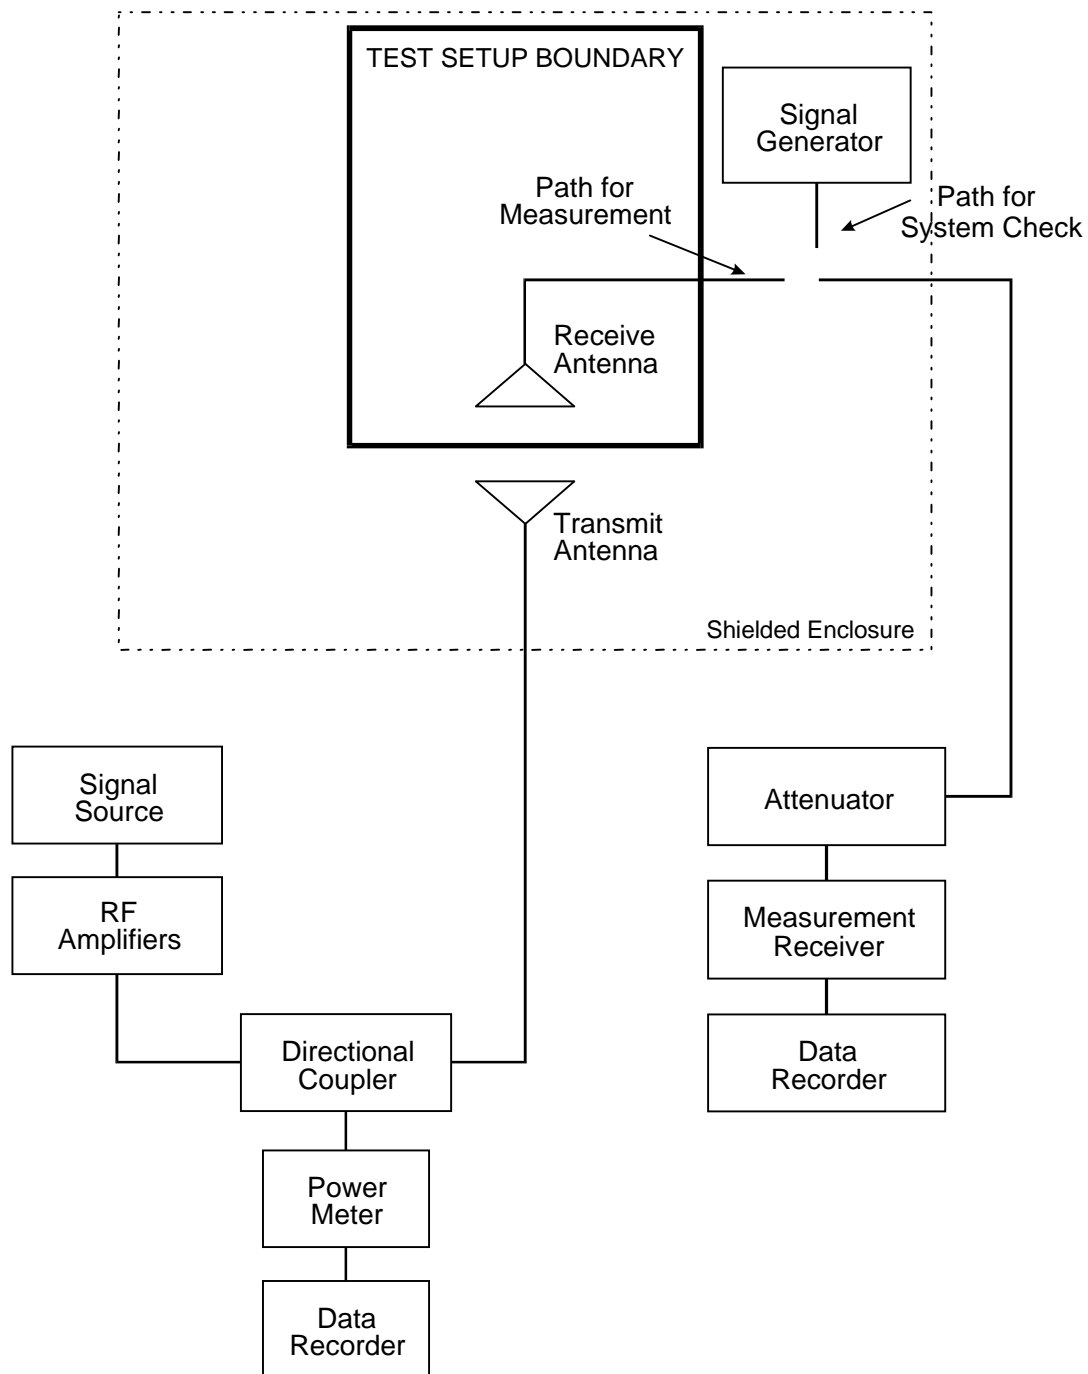 TEST SETUP BOUNDARY
Signal
Generator
Path for
Measurement
Path for
System Check
Receive
Antenna
Transmit
Antenna
Shielded Enclosure
Signal
Source
Attenuator
RF
Amplifiers
Measurement
Receiver
Directional
Coupler
Data
Recorder
Power
Meter
Data
Recorder